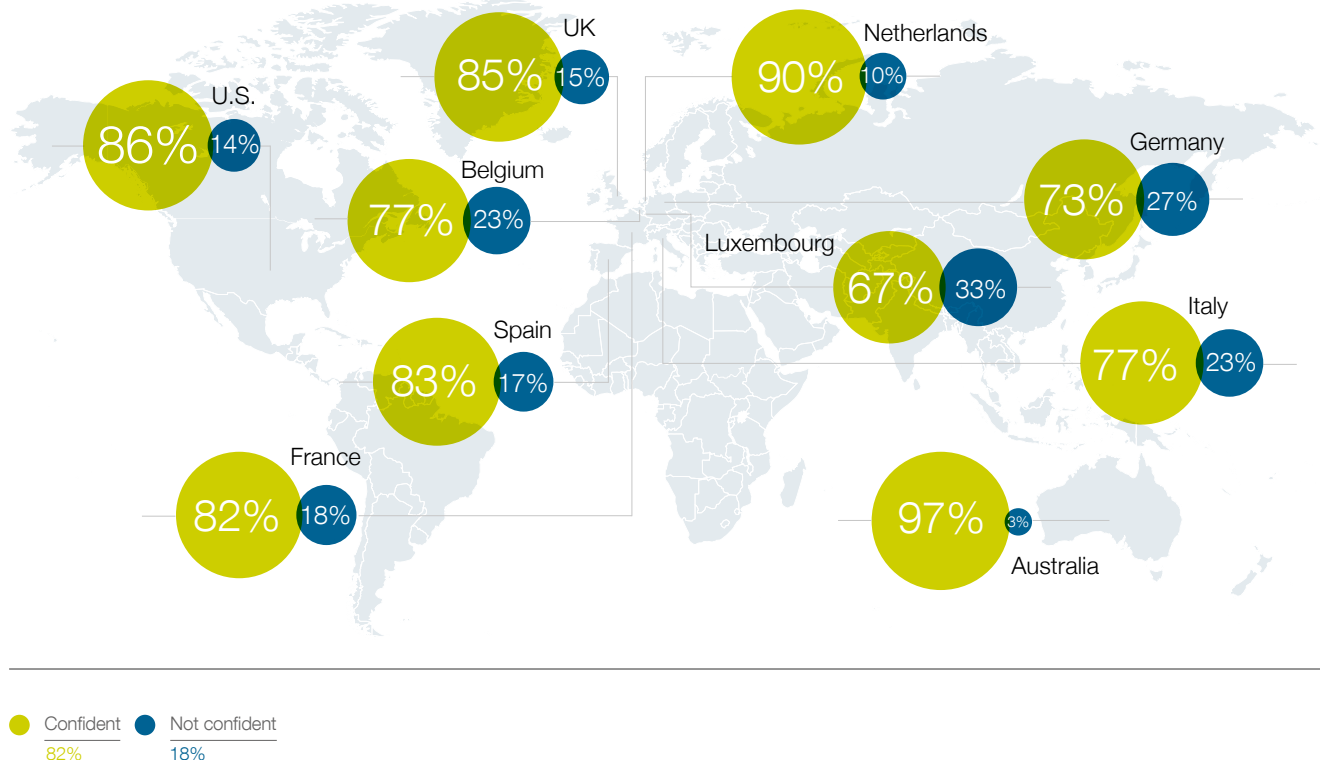 UK
85%
15%
Netherlands
90%
10%
U.S.
86%
14%
Belgium
77%
23%
Germany
73%
27%
Luxembourg
67%
33%
Spain
83%
17%
Italy
77%
23%
France
82%
18%
97%
3%
Australia
Confident
82%
Not confident
18%